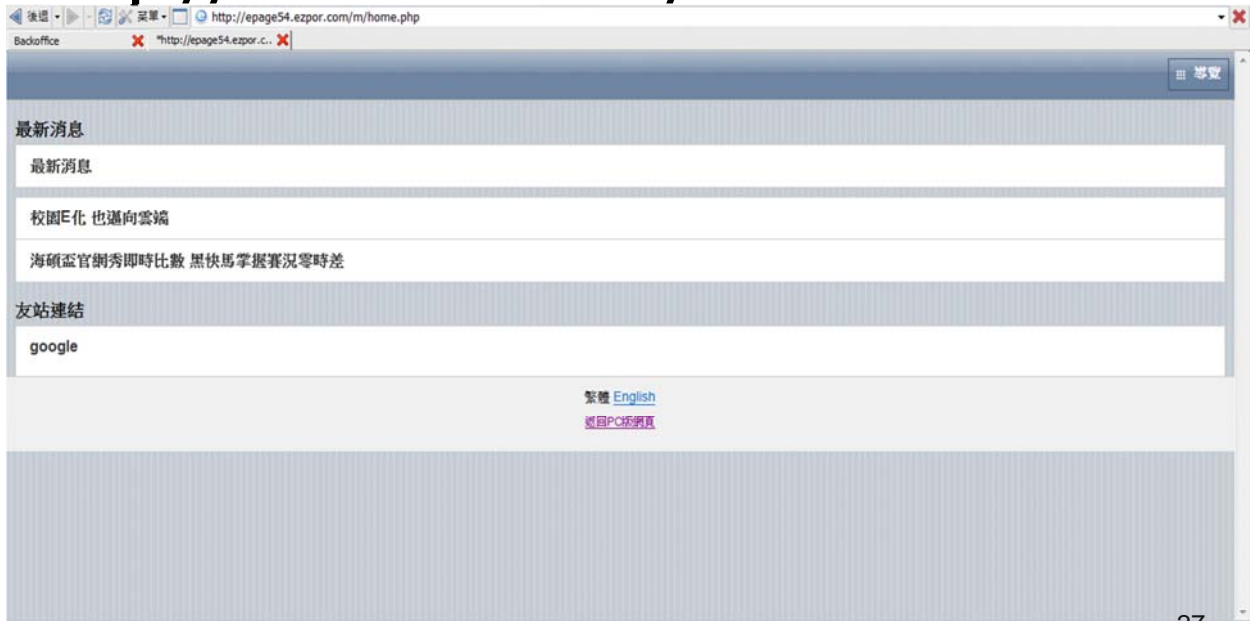 後退 菜單 http://epage54.ezpor.com/m/home.php
Backoffice *http://epage54.ezpor.c..
導覽
最新消息
最新消息
校園E化 也邁向雲端
海碩盃官網秀即時比數 黑快馬掌握賽況零時差
友站連結
google
繁體 English
返回PC版網頁